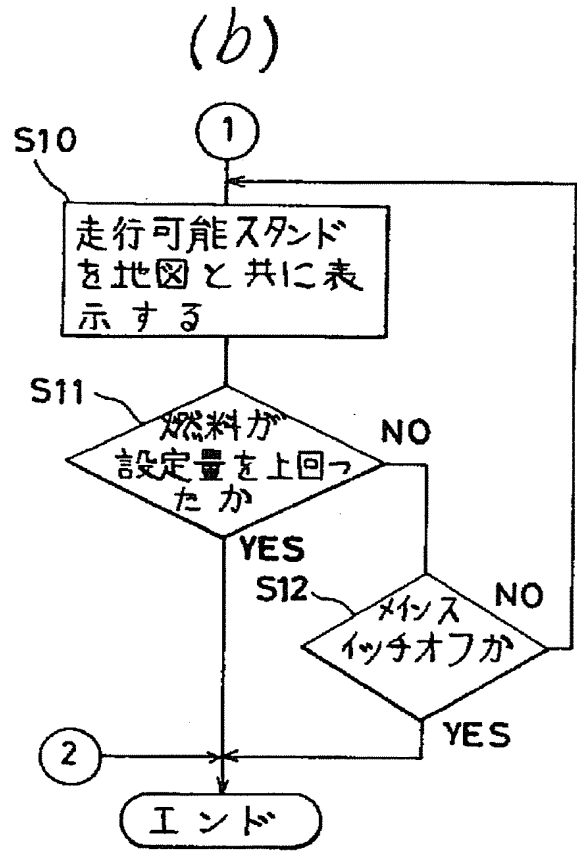 (b)
1
S10
走行可能スタンド
を地図と共に表
示する
S11
燃料が
設定量を上回っ
たか
NO
YES
S12
メインス
イッチオフか
NO
YES
2
エンド